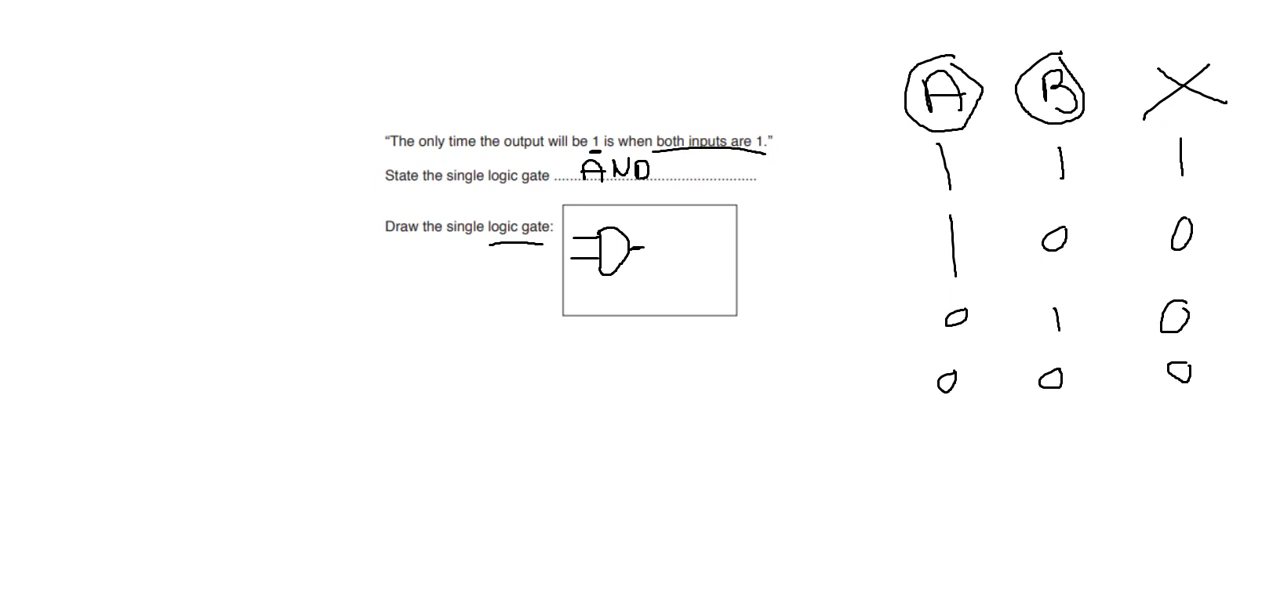 A B X
"The only time the output will be 1 is when both inputs are 1."
1 1 1
State the single logic gate ........AND........................
Draw the single logic gate:
1 0 0
0 1 0
0 0 0